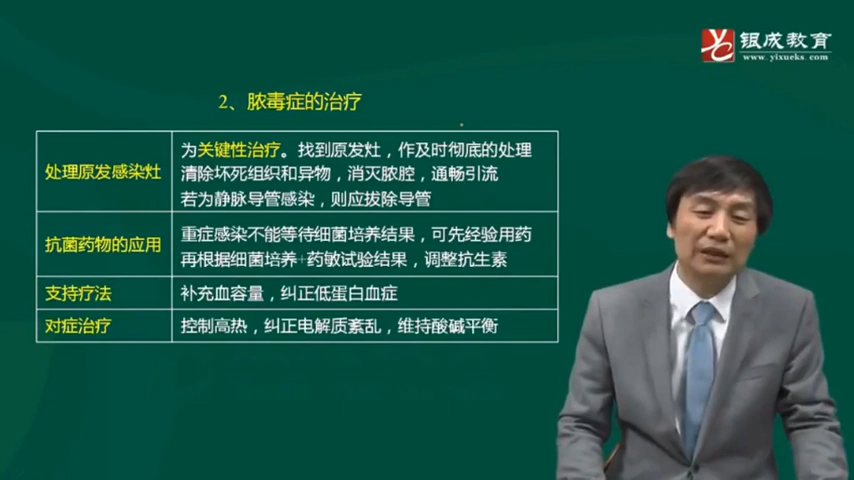 银成教育
www.yixueks.com
2、脓毒症的治疗
处理原发感染灶
为关键性治疗。找到原发灶，作及时彻底的处理
清除坏死组织和异物，消灭脓腔，通畅引流
若为静脉导管感染，则应拔除导管
抗菌药物的应用
重症感染不能等待细菌培养结果，可先经验用药
再根据细菌培养+药敏试验结果，调整抗生素
支持疗法
补充血容量，纠正低蛋白血症
对症治疗
控制高热，纠正电解质紊乱，维持酸碱平衡